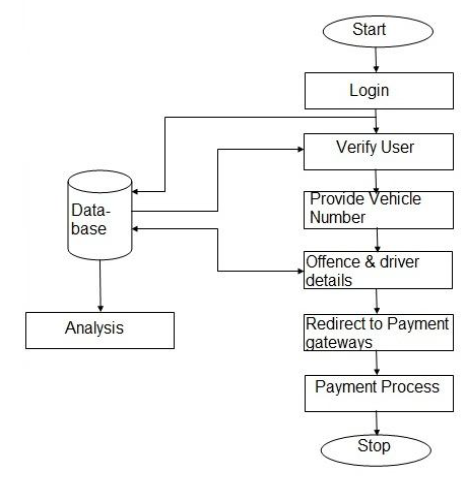 Start
Login
Verify User
Provide Vehicle
Number
Data-
base
Offence & driver
details
Redirect to Payment
gateways
Analysis
Payment Process
Stop